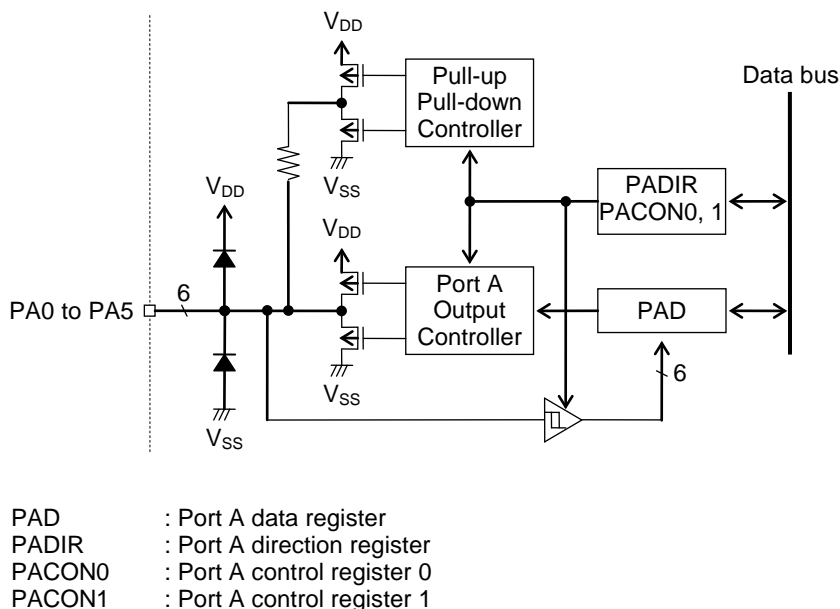 VDD
Pull-up
Pull-down
Controller
Data bus
VSS
PADIR
PACON0, 1
VDD
VDD
PA0 to PA5
6
Port A
Output
Controller
PAD
VSS
6
VSS
PAD : Port A data register
PADIR : Port A direction register
PACON0 : Port A control register 0
PACON1 : Port A control register 1